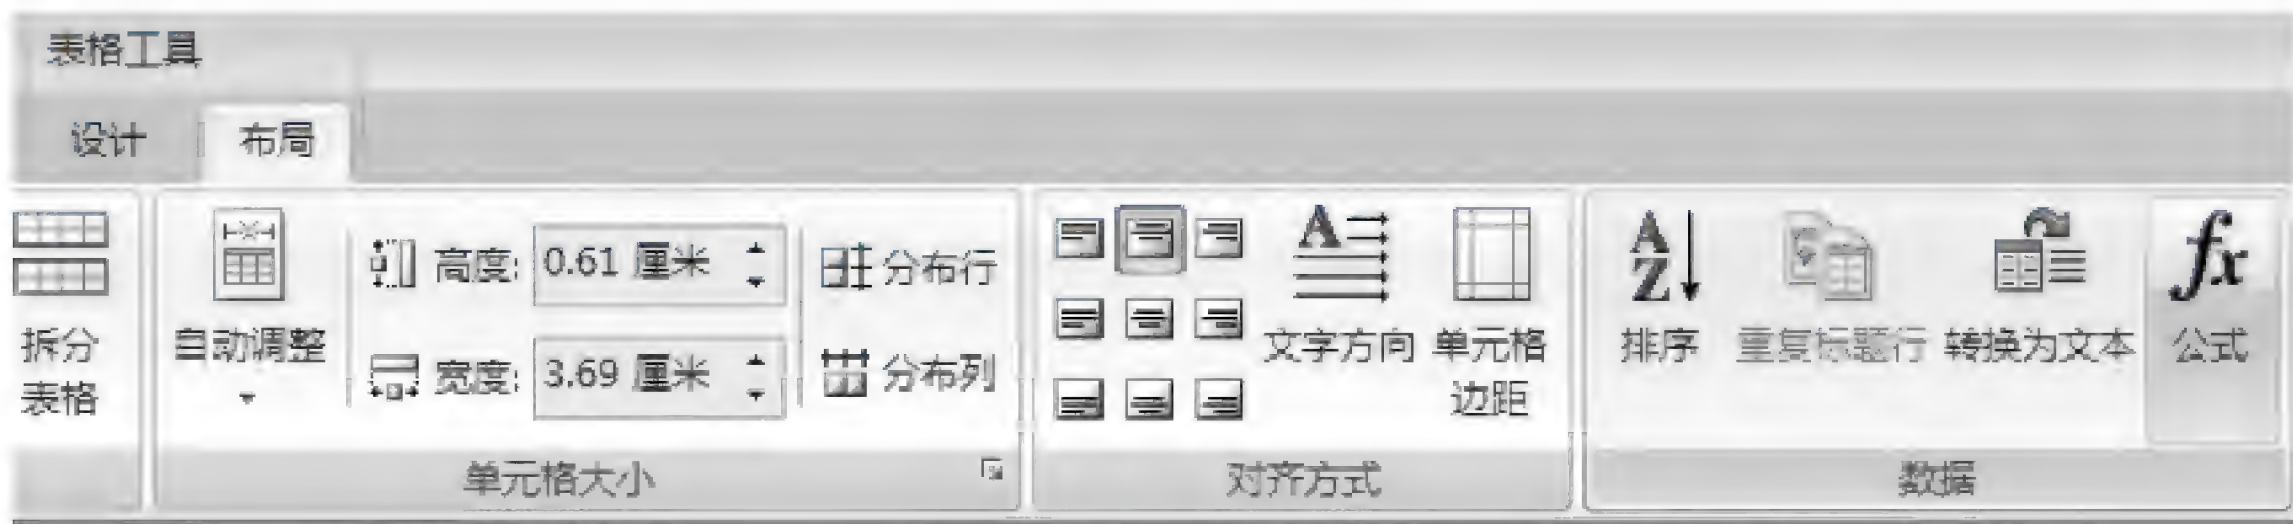 表格工具
设计 布局
拆分
表格
自动调整
高度: 0.61 厘米
宽度: 3.69 厘米
分布行
分布列
单元格大小
文字方向
单元格
边距
对齐方式
排序
重复标题行
转换为文本
fx
公式
数据